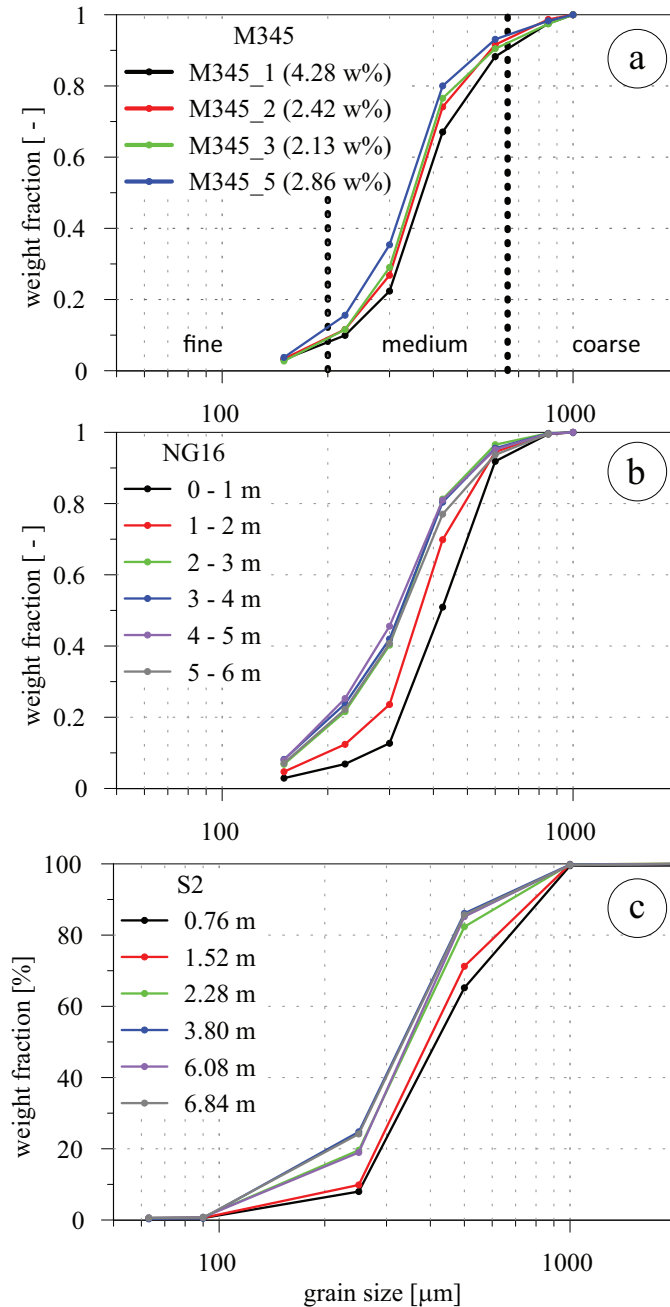 M345
a
M345_1 (4.28 w%)
M345_2 (2.42 w%)
M345_3 (2.13 w%)
M345_5 (2.86 w%)
weight fraction [ - ]
1
0.8
0.6
0.4
0.2
0
fine medium coarse
100 1000
NG16
b
0 - 1 m
1 - 2 m
2 - 3 m
3 - 4 m
4 - 5 m
5 - 6 m
weight fraction [ - ]
1
0.8
0.6
0.4
0.2
0
100 1000
S2
c
0.76 m
1.52 m
2.28 m
3.80 m
6.08 m
6.84 m
weight fraction [%]
100
80
60
40
20
0
100 1000
grain size [μm]